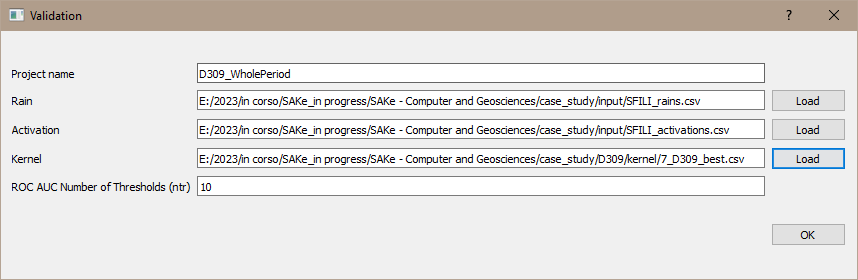 Validation
Project name D309_WholePeriod
Rain E:/2023/in corso/SAKe_in progress/SAKe - Computer and Geosciences/case_study/input/SFILI_rains.csv Load
Activation E:/2023/in corso/SAKe_in progress/SAKe - Computer and Geosciences/case_study/input/SFILI_activations.csv Load
Kernel E:/2023/in corso/SAKe_in progress/SAKe - Computer and Geosciences/case_study/D309/kernel/7_D309_best.csv Load
ROC AUC Number of Thresholds (ntr) 10
OK